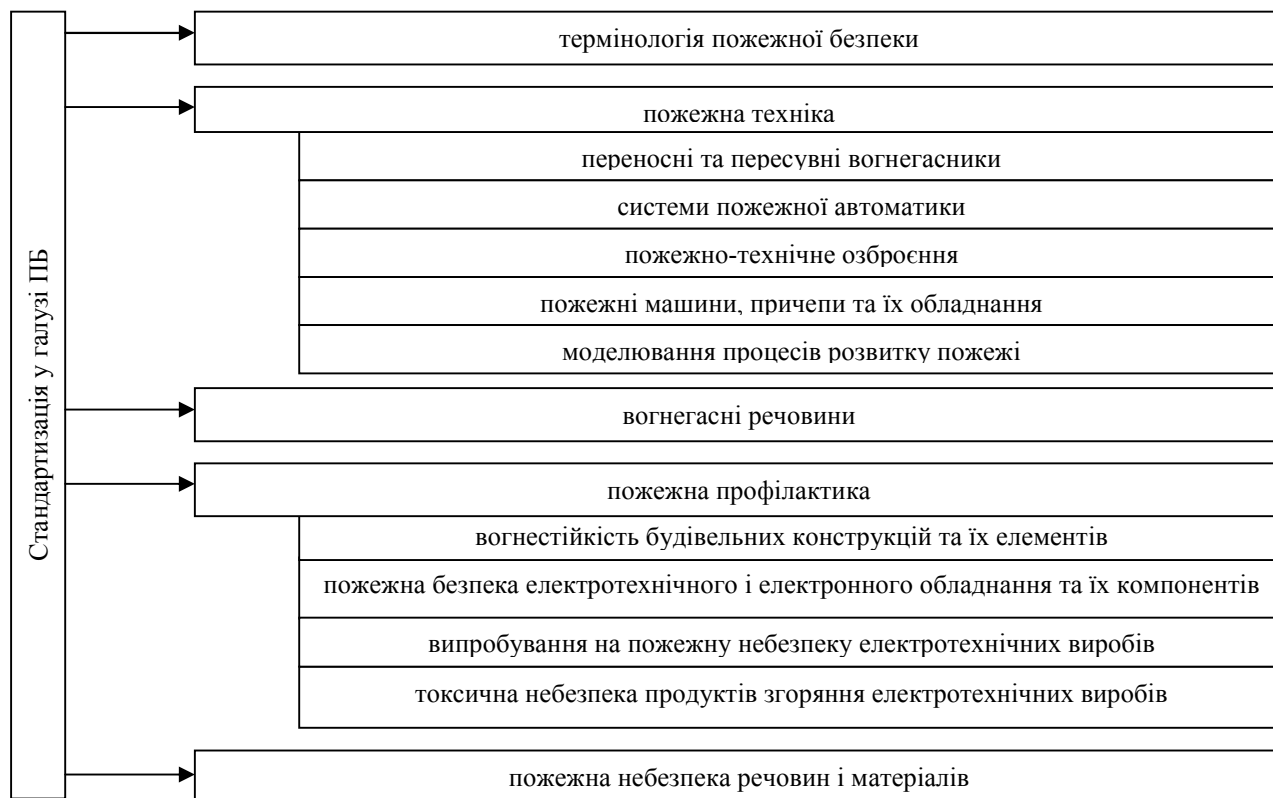 Стандартизація у галузі ПБ
термінологія пожежної безпеки
пожежна техніка
переносні та пересувні вогнегасники
системи пожежної автоматики
пожежно-технічне озброєння
пожежні машини, причепи та їх обладнання
моделювання процесів розвитку пожежі
вогнегасні речовини
пожежна профілактика
вогнестійкість будівельних конструкцій та їх елементів
пожежна безпека електротехнічного і електронного обладнання та їх компонентів
випробування на пожежну небезпеку електротехнічних виробів
токсична небезпека продуктів згоряння електротехнічних виробів
пожежна небезпека речовин і матеріалів